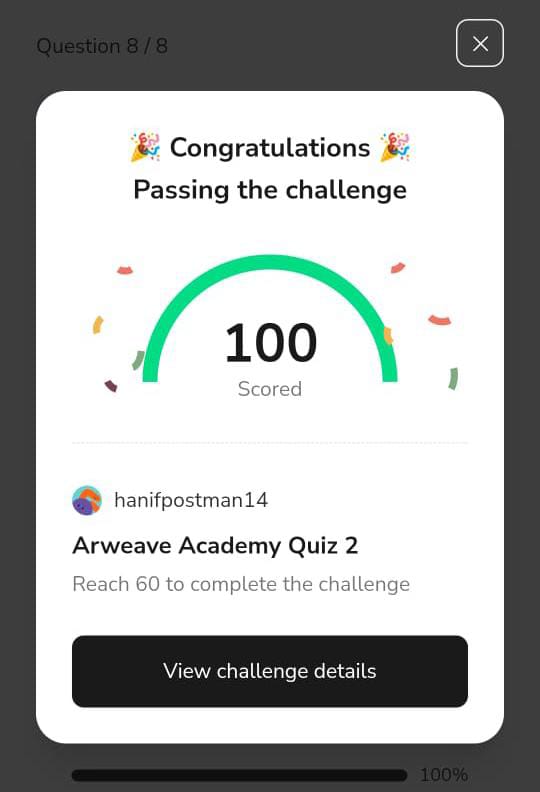 Question 8 / 8
🎉 Congratulations 🎉
Passing the challenge
100
Scored
hanifpostman14
Arweave Academy Quiz 2
Reach 60 to complete the challenge
View challenge details
100%